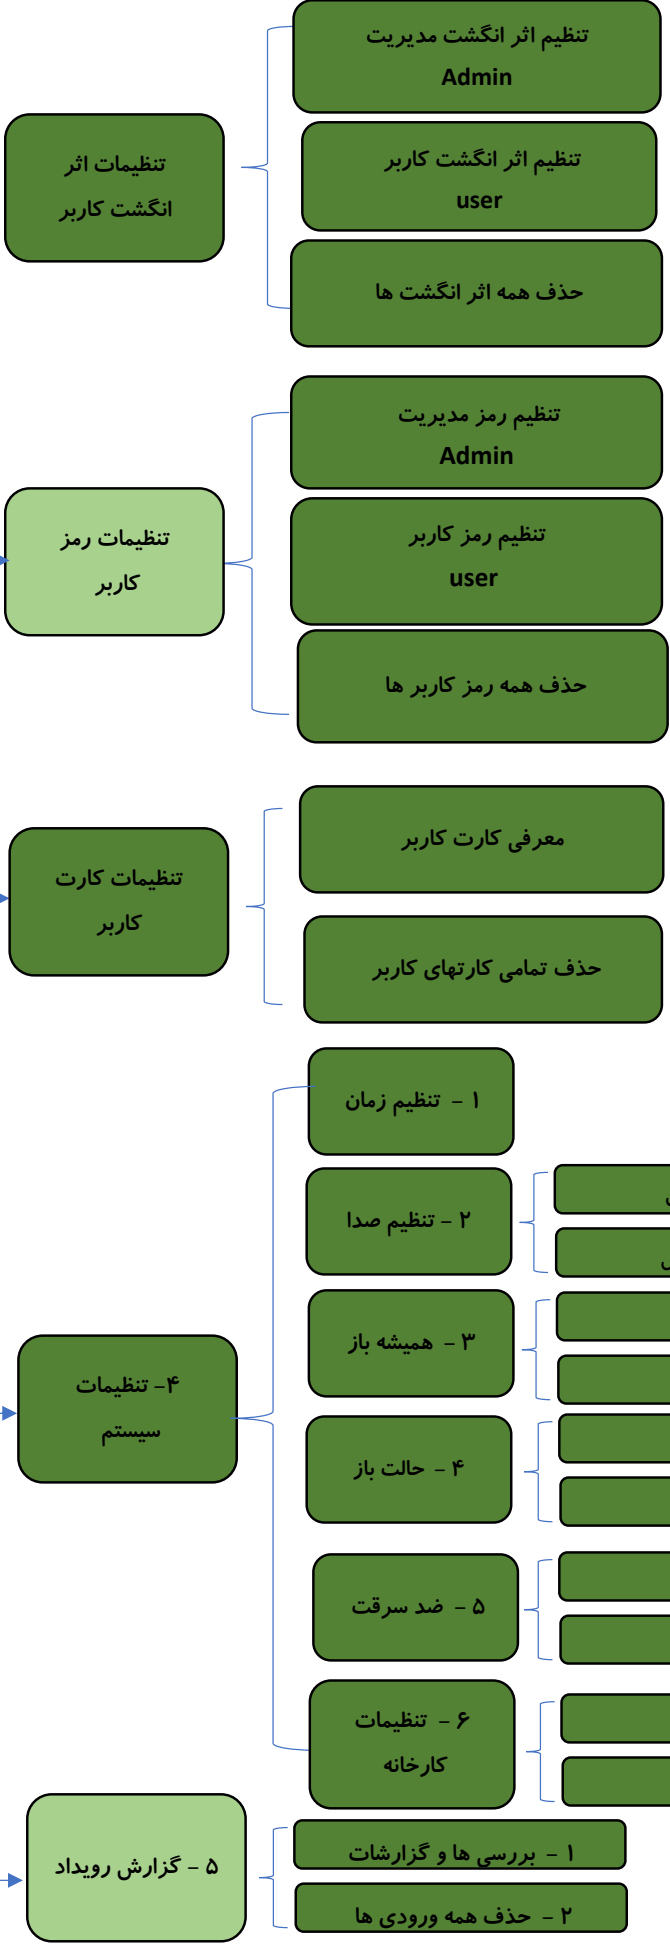 تنظیمات اثر
انگشت کاربر
تنظیم اثر انگشت مدیریت
Admin
تنظیم اثر انگشت کاربر
user
حذف همه اثر انگشت ها
تنظیمات رمز
کاربر
تنظیم رمز مدیریت
Admin
تنظیم رمز کاربر
user
حذف همه رمز کاربر ها
تنظیمات کارت
کاربر
معرفی کارت کاربر
حذف تمامی کارتهای کاربر
۴- تنظیمات
سیستم
۱ - تنظیم زمان
۲ - تنظیم صدا
۳ - همیشه باز
۴ - حالت باز
۵ - ضد سرقت
۶ - تنظیمات
کارخانه
۵ - گزارش رویداد
۱ - بررسی ها و گزارشات
۲ - حذف همه ورودی ها